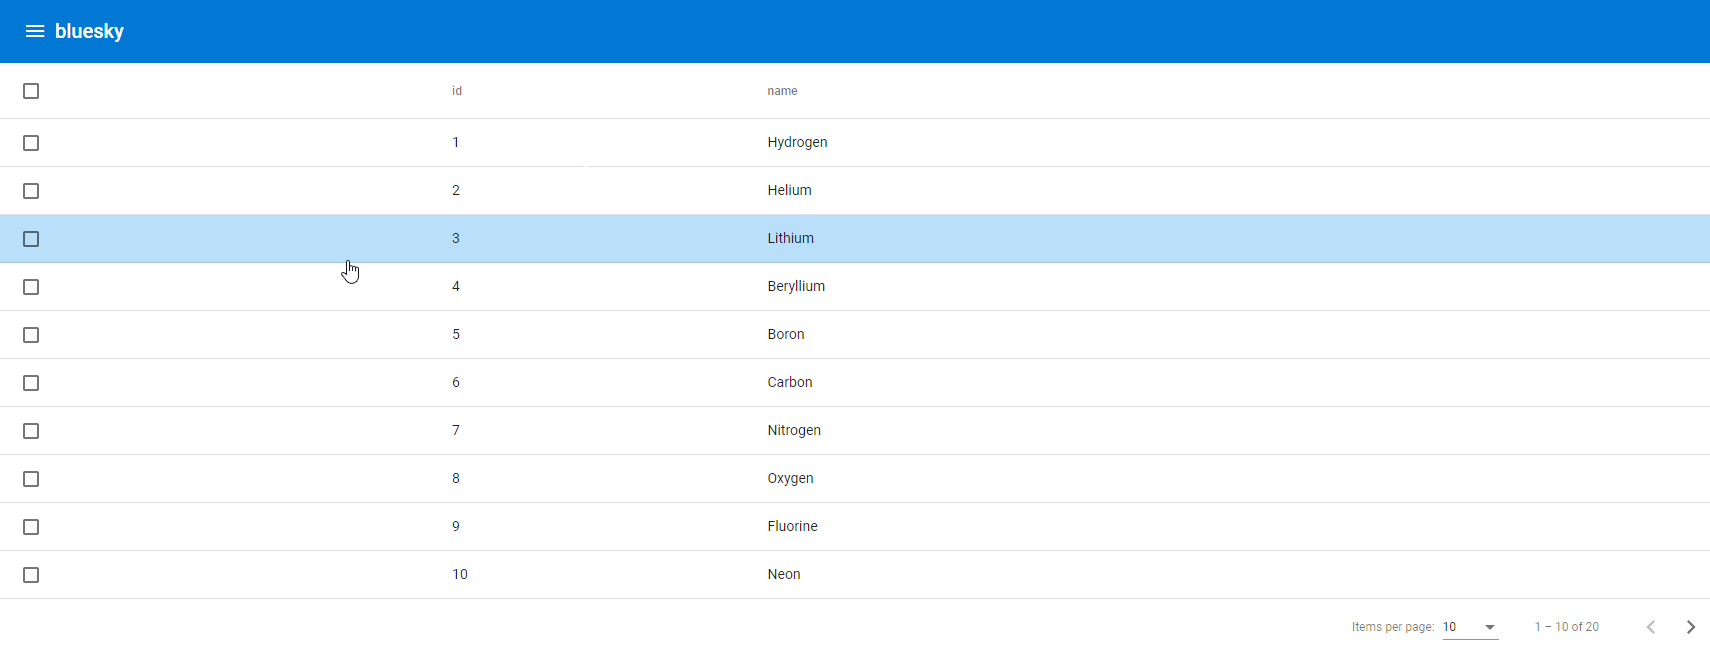 bluesky
id name
1 Hydrogen
2 Helium
3 Lithium
4 Beryllium
5 Boron
6 Carbon
7 Nitrogen
8 Oxygen
9 Fluorine
10 Neon
Items per page: 10 1 – 10 of 20